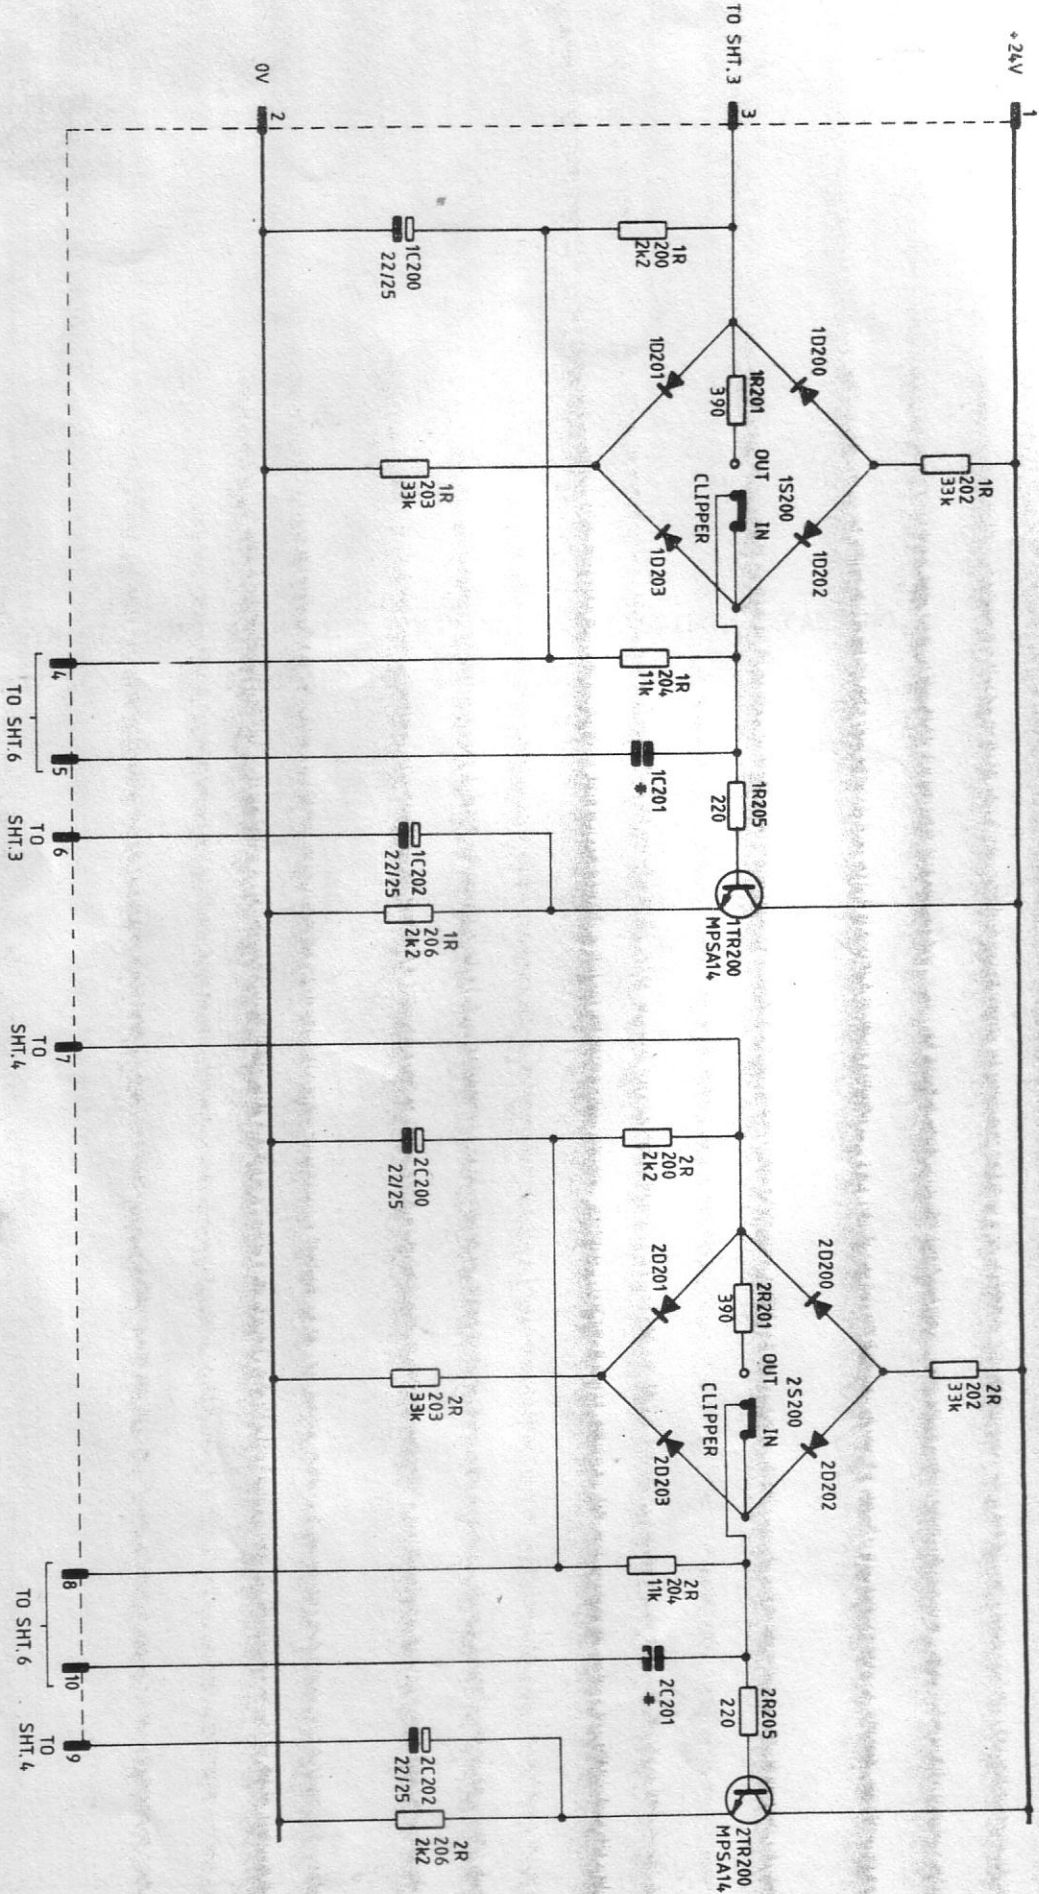 +24V
1
TO SHT.3
3
0V
2
1R
200
2k2
1C200
22/25
1D200
1D201
1R201
390
OUT
1S200
IN
CLIPPER
1D202
1D203
1R
202
33k
1R
203
33k
1R
204
11k
1C201
*
1R205
220
1TR200
MPSA14
1C202
22/25
1R
206
2k2
4
5
TO SHT.6
6
TO
SHT.3
7
TO
SHT.4
2R
200
2k2
2C200
22/25
2D200
2D201
2R201
390
OUT
2S200
IN
CLIPPER
2D202
2D203
2R
202
33k
2R
203
33k
2R
204
11k
2C201
*
2R205
220
2TR200
MPSA14
2C202
22/25
2R
206
2k2
8
10
TO SHT.6
9
TO
SHT.4